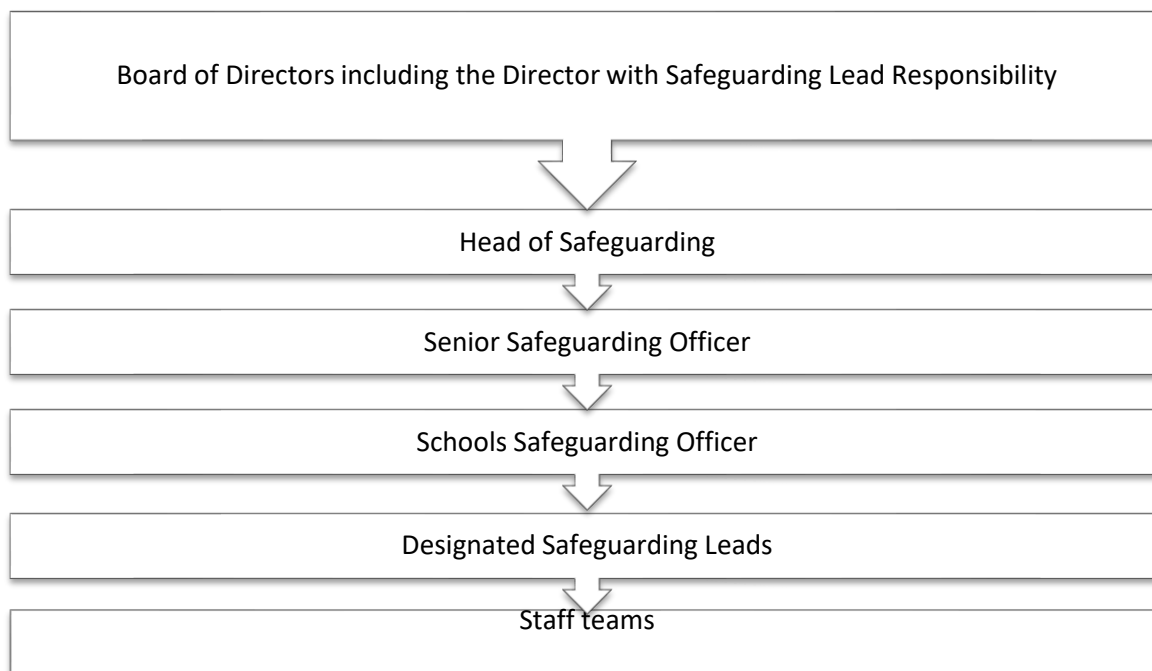 Board of Directors including the Director with Safeguarding Lead Responsibility
Head of Safeguarding
Senior Safeguarding Officer
Schools Safeguarding Officer
Designated Safeguarding Leads
Staff teams